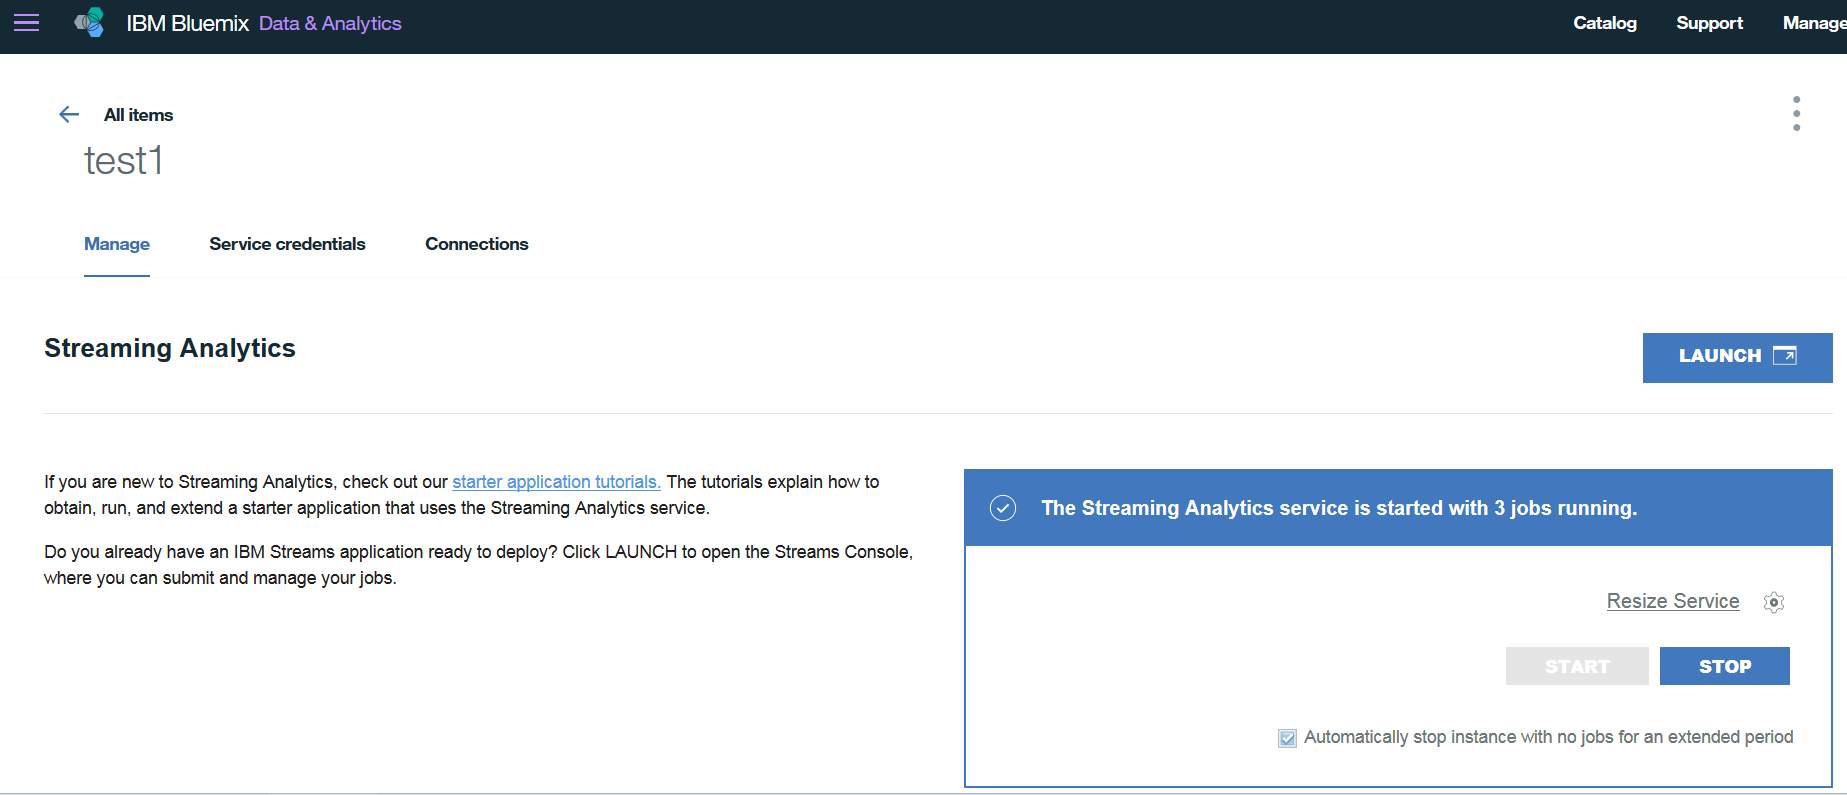 IBM Bluemix Data & Analytics Catalog Support Manage
All items
test1
Manage Service credentials Connections
Streaming Analytics
LAUNCH
If you are new to Streaming Analytics, check out our starter application tutorials. The tutorials explain how to
obtain, run, and extend a starter application that uses the Streaming Analytics service.
Do you already have an IBM Streams application ready to deploy? Click LAUNCH to open the Streams Console,
where you can submit and manage your jobs.
The Streaming Analytics service is started with 3 jobs running.
Resize Service
START STOP
Automatically stop instance with no jobs for an extended period